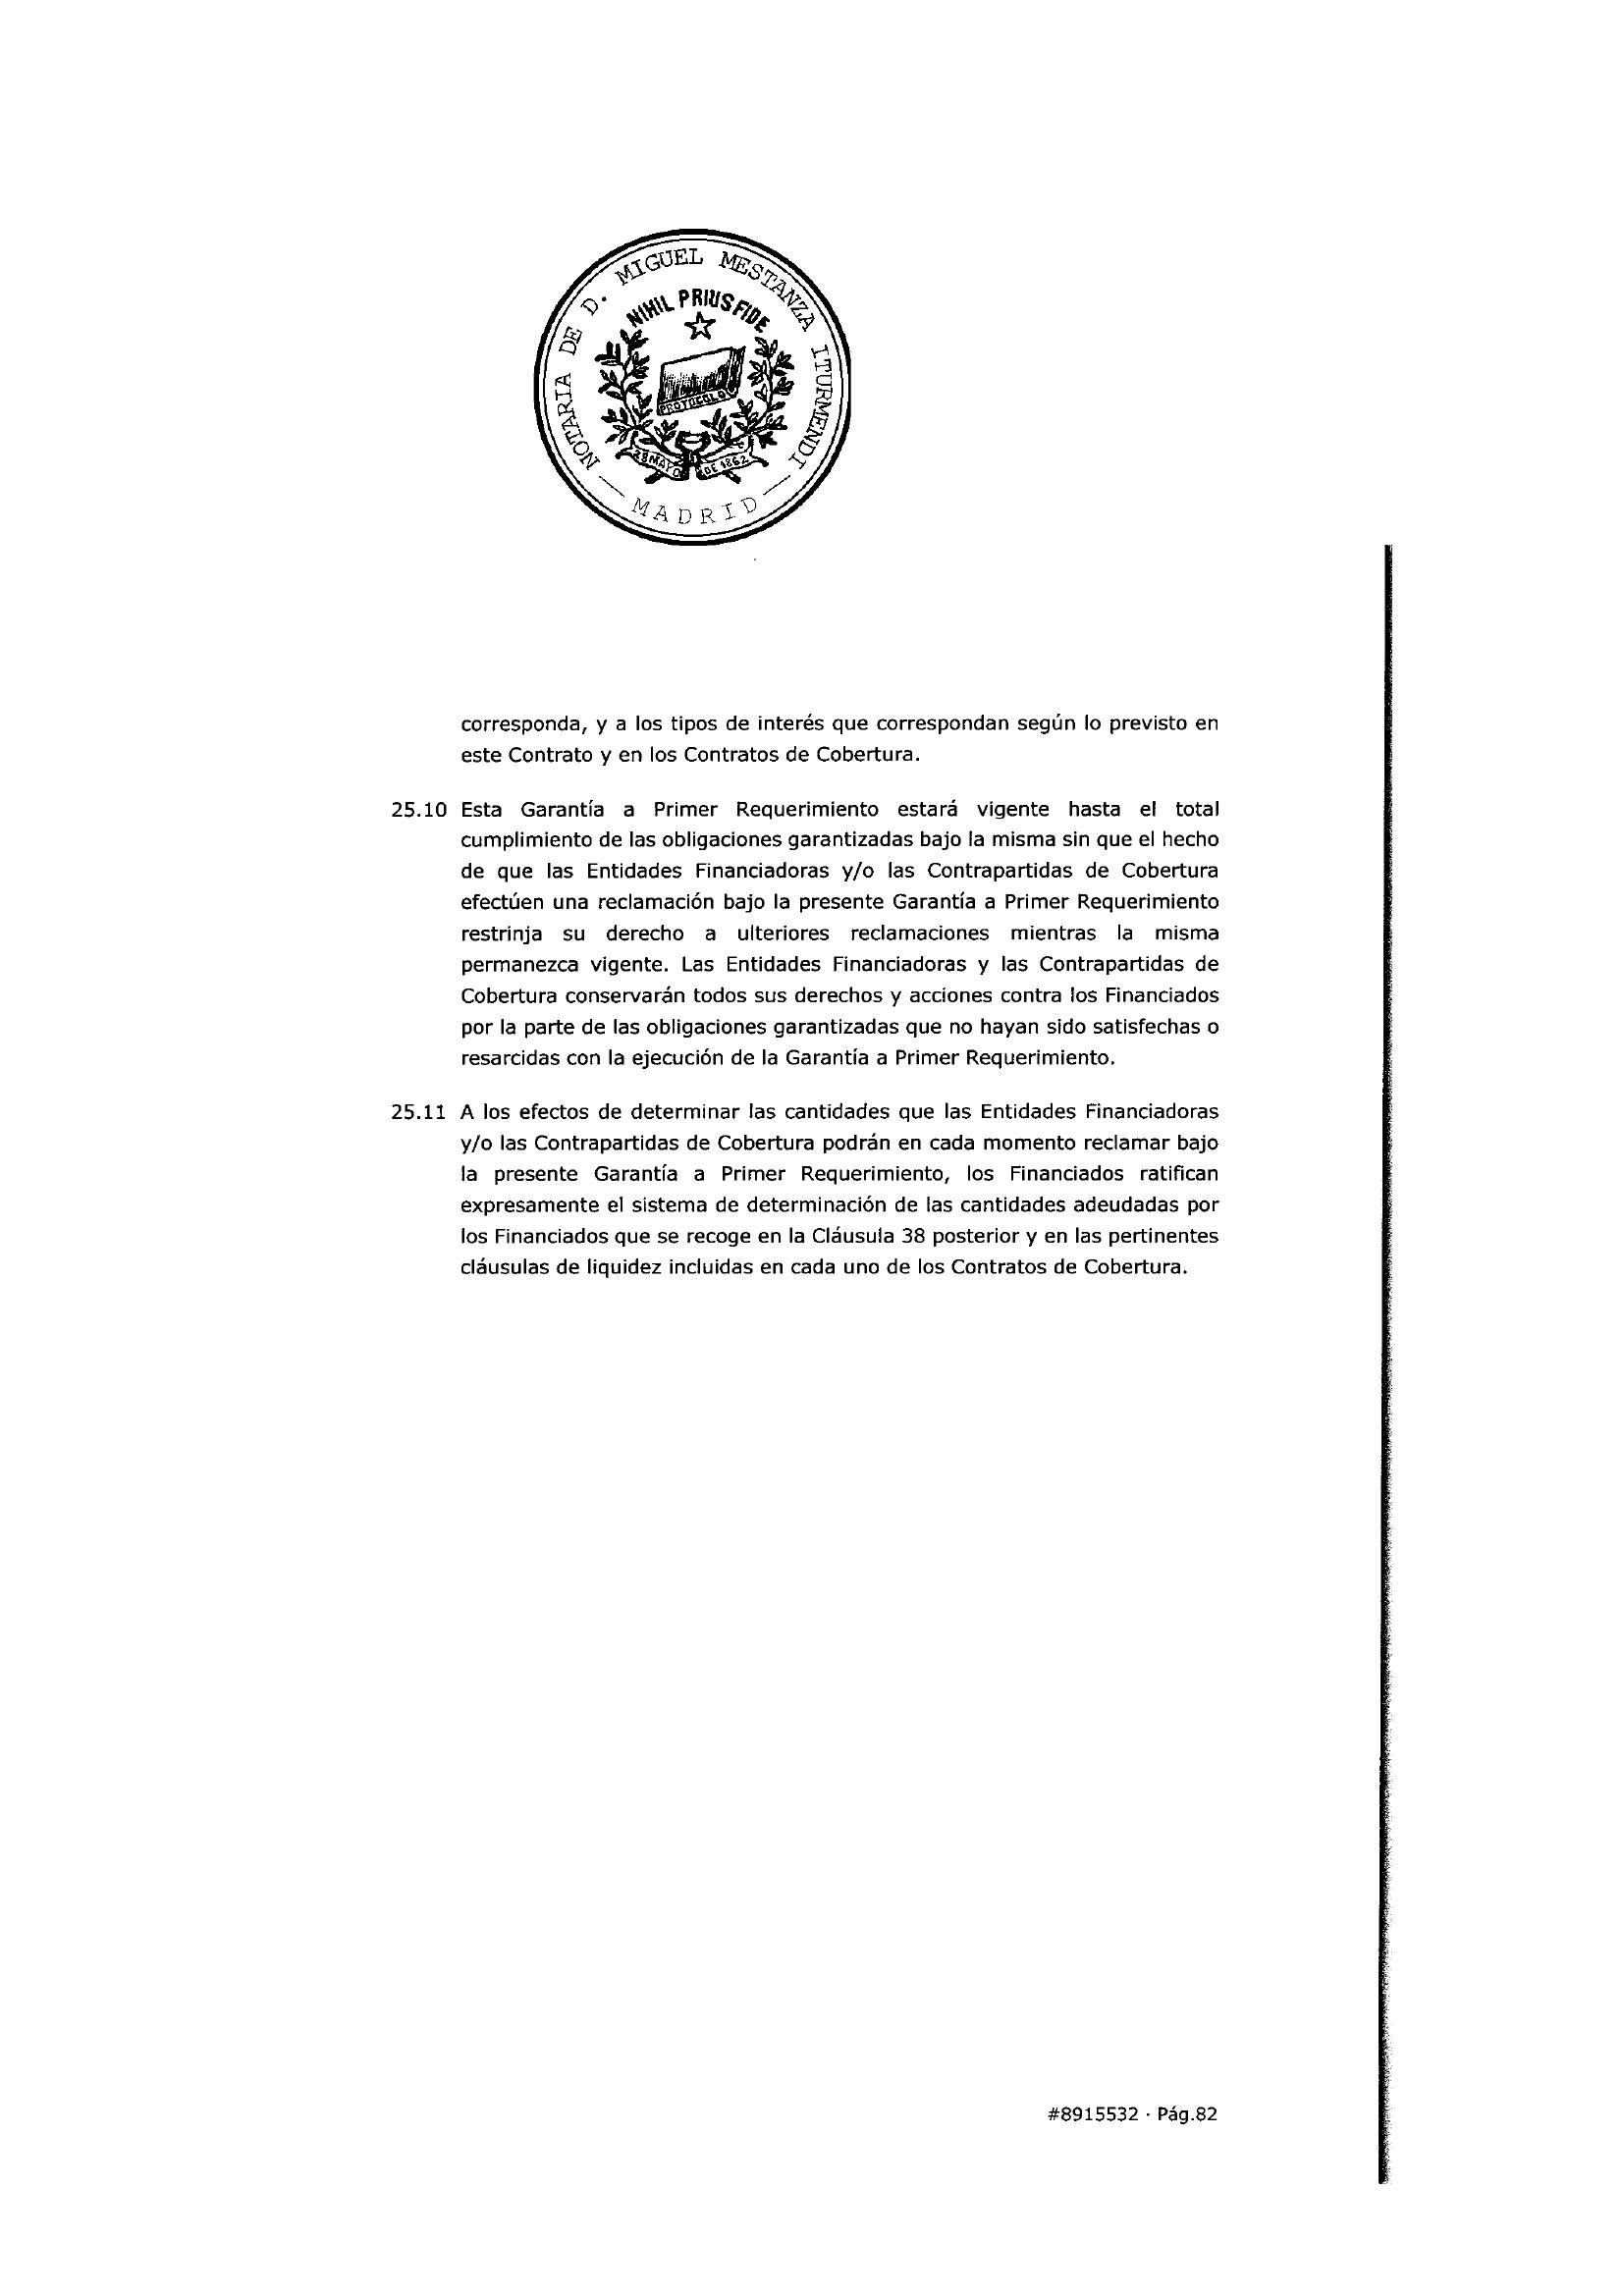 NOTARIA DE D. MIGUEL MESTANZA ITURMENDI
NIHIL PRIUS FIDE
PROTOCOLO
28 MAYO DE 1862
— MADRID —
corresponda, y a los tipos de interés que correspondan según lo previsto en
este Contrato y en los Contratos de Cobertura.
25.10 Esta Garantía a Primer Requerimiento estará vigente hasta el total
cumplimiento de las obligaciones garantizadas bajo la misma sin que el hecho
de que las Entidades Financiadoras y/o las Contrapartidas de Cobertura
efectúen una reclamación bajo la presente Garantía a Primer Requerimiento
restrinja su derecho a ulteriores reclamaciones mientras la misma
permanezca vigente. Las Entidades Financiadoras y las Contrapartidas de
Cobertura conservarán todos sus derechos y acciones contra los Financiados
por la parte de las obligaciones garantizadas que no hayan sido satisfechas o
resarcidas con la ejecución de la Garantía a Primer Requerimiento.
25.11 A los efectos de determinar las cantidades que las Entidades Financiadoras
y/o las Contrapartidas de Cobertura podrán en cada momento reclamar bajo
la presente Garantía a Primer Requerimiento, los Financiados ratifican
expresamente el sistema de determinación de las cantidades adeudadas por
los Financiados que se recoge en la Cláusula 38 posterior y en las pertinentes
cláusulas de liquidez incluidas en cada uno de los Contratos de Cobertura.
#8915532 · Pág.82